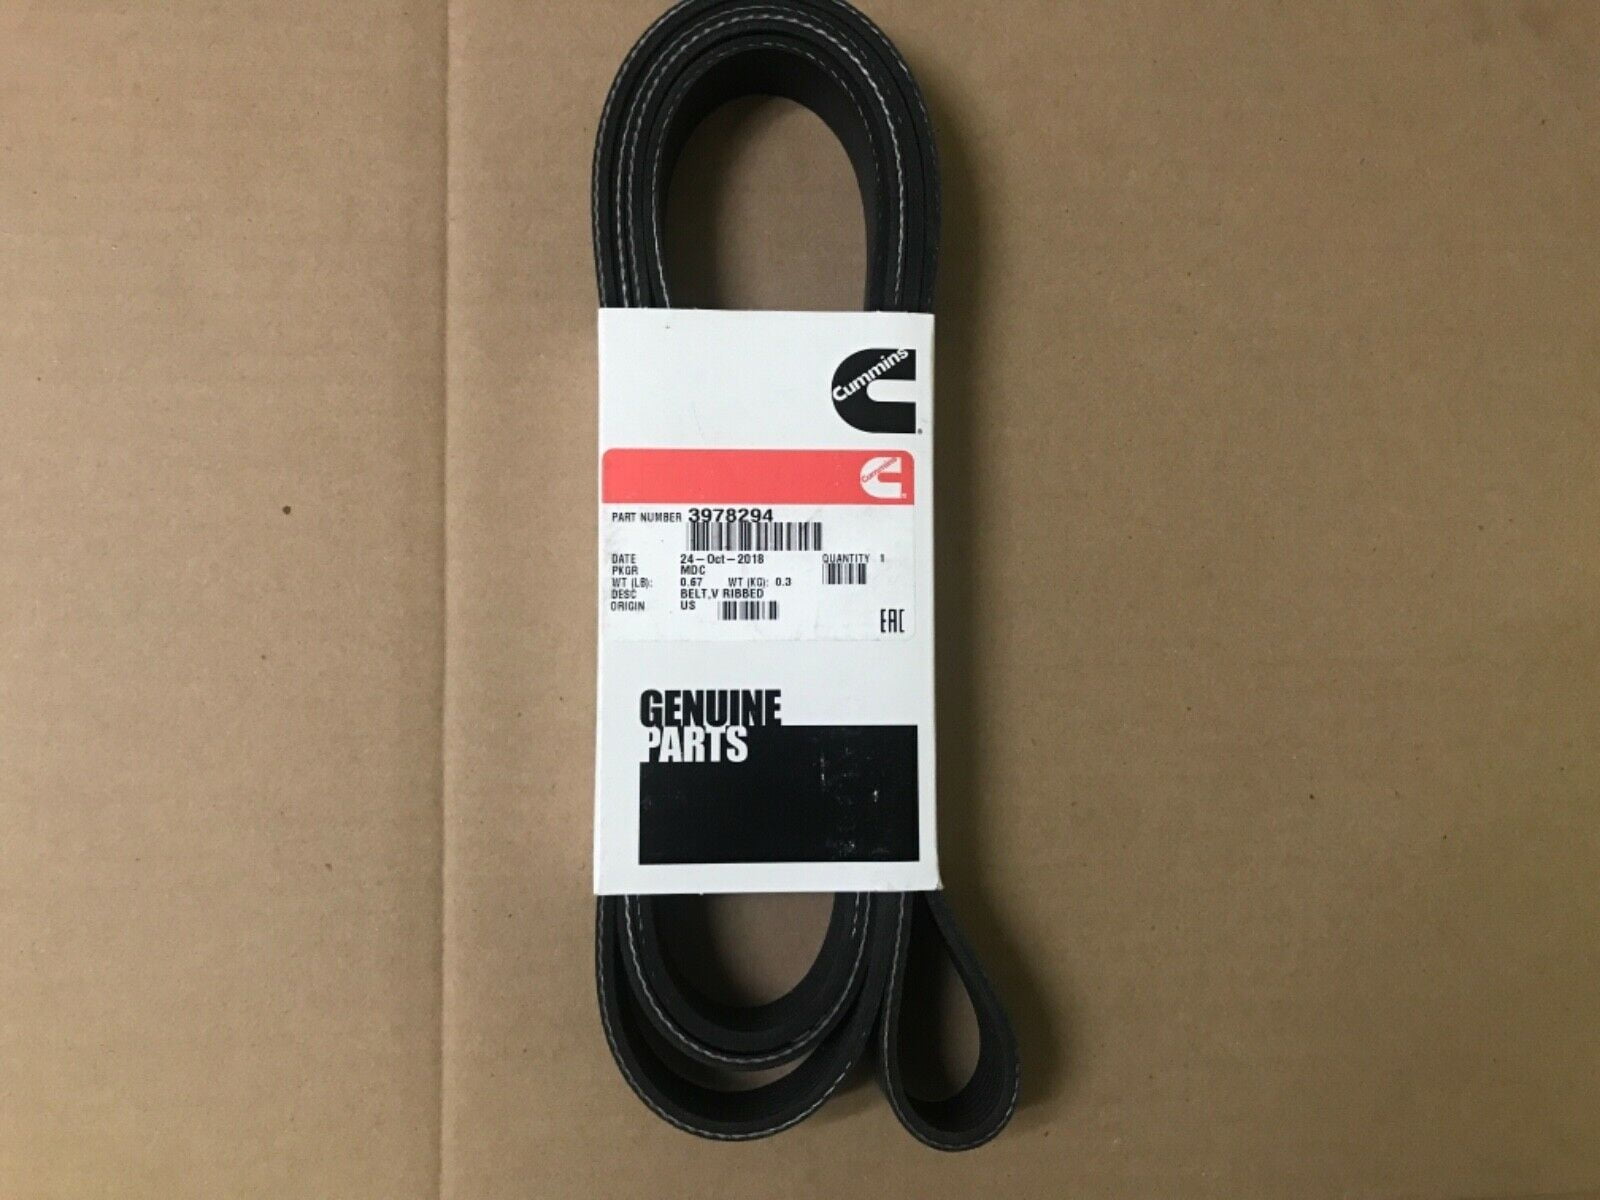 Cummins
Cummins
PART NUMBER 3978294
DATE 24-Oct-2018 QUANTITY 1
PKGR MDC
WT (LB): 0.67 WT (KG): 0.3
DESC BELT,V RIBBED
ORIGIN US
EAC
GENUINE
PARTS